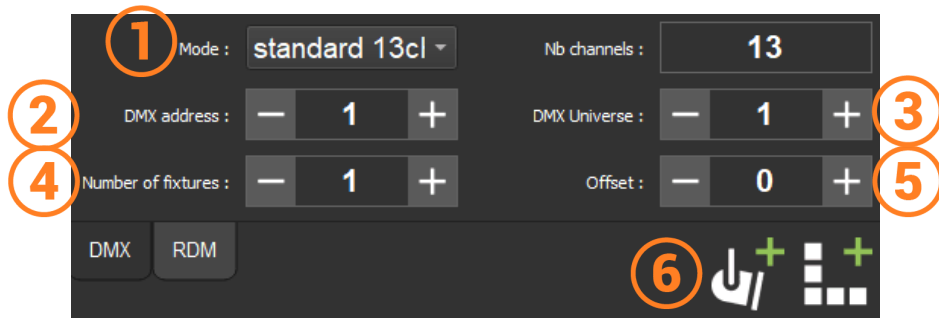 1 Mode : standard 13cl Nb channels : 13
2 DMX address : − 1 + DMX Universe : − 1 + 3
4 Number of fixtures : − 1 + Offset : − 0 + 5
DMX RDM
6